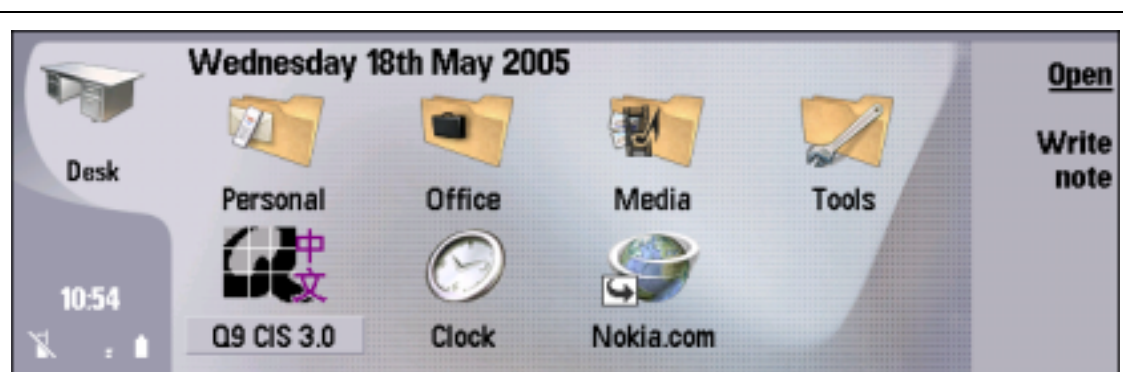 Wednesday 18th May 2005
Desk
Personal
Office
Media
Tools
中
文
Q9 CIS 3.0
Clock
Nokia.com
10:54
Open
Write
note